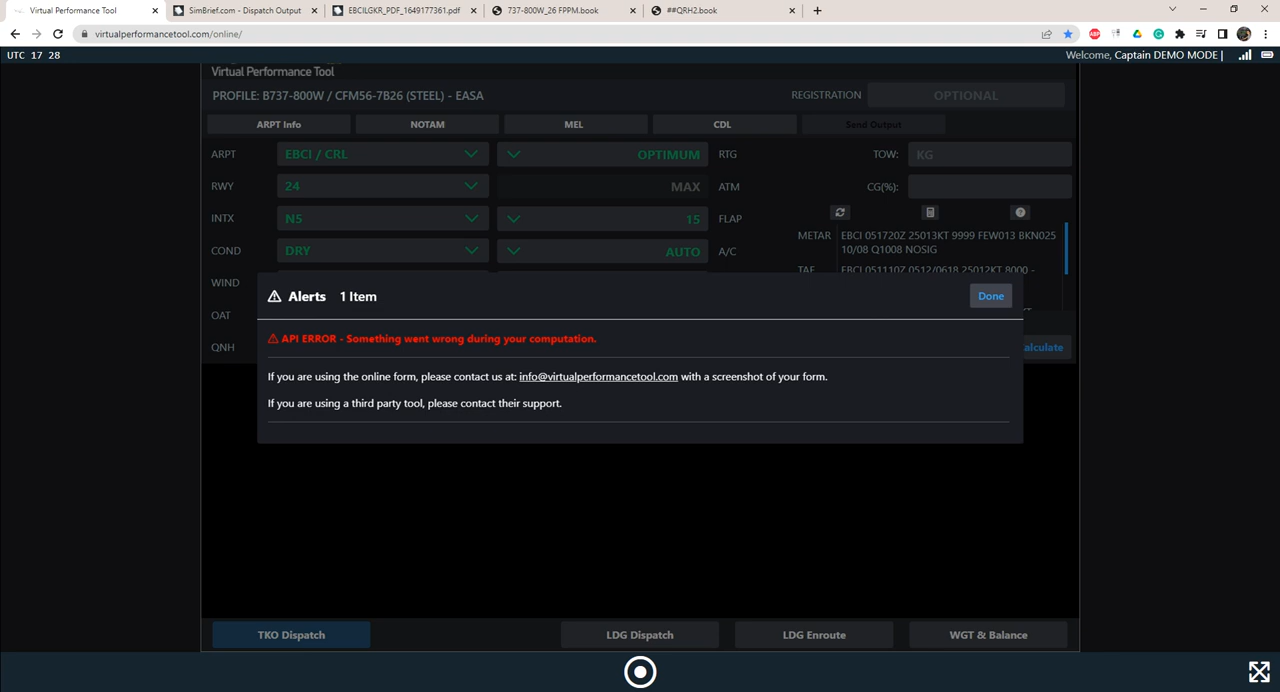 Virtual Performance Tool
SimBrief.com - Dispatch Output
EBCILGKR_PDF_1649177361.pdf
737-800W_26 FPPM.book
##QRH2.book
virtualperformancetool.com/online/
UTC 17 28
Welcome, Captain DEMO MODE |
Virtual Performance Tool
PROFILE: B737-800W / CFM56-7B26 (STEEL) - EASA
REGISTRATION
OPTIONAL
ARPT Info
NOTAM
MEL
CDL
Send Output
ARPT
EBCI / CRL
OPTIMUM
RTG
TOW:
KG
RWY
24
MAX
ATM
CG(%):
INTX
N5
15
FLAP
METAR
EBCI 051720Z 25013KT 9999 FEW013 BKN025
10/08 Q1008 NOSIG
COND
DRY
AUTO
A/C
TAF
EBCI 051110Z 0512/0618 25012KT 8000 -
WIND
OAT
QNH
alculate
Alerts 1 Item
Done
API ERROR - Something went wrong during your computation.
If you are using the online form, please contact us at: info@virtualperformancetool.com with a screenshot of your form.
If you are using a third party tool, please contact their support.
TKO Dispatch
LDG Dispatch
LDG Enroute
WGT & Balance